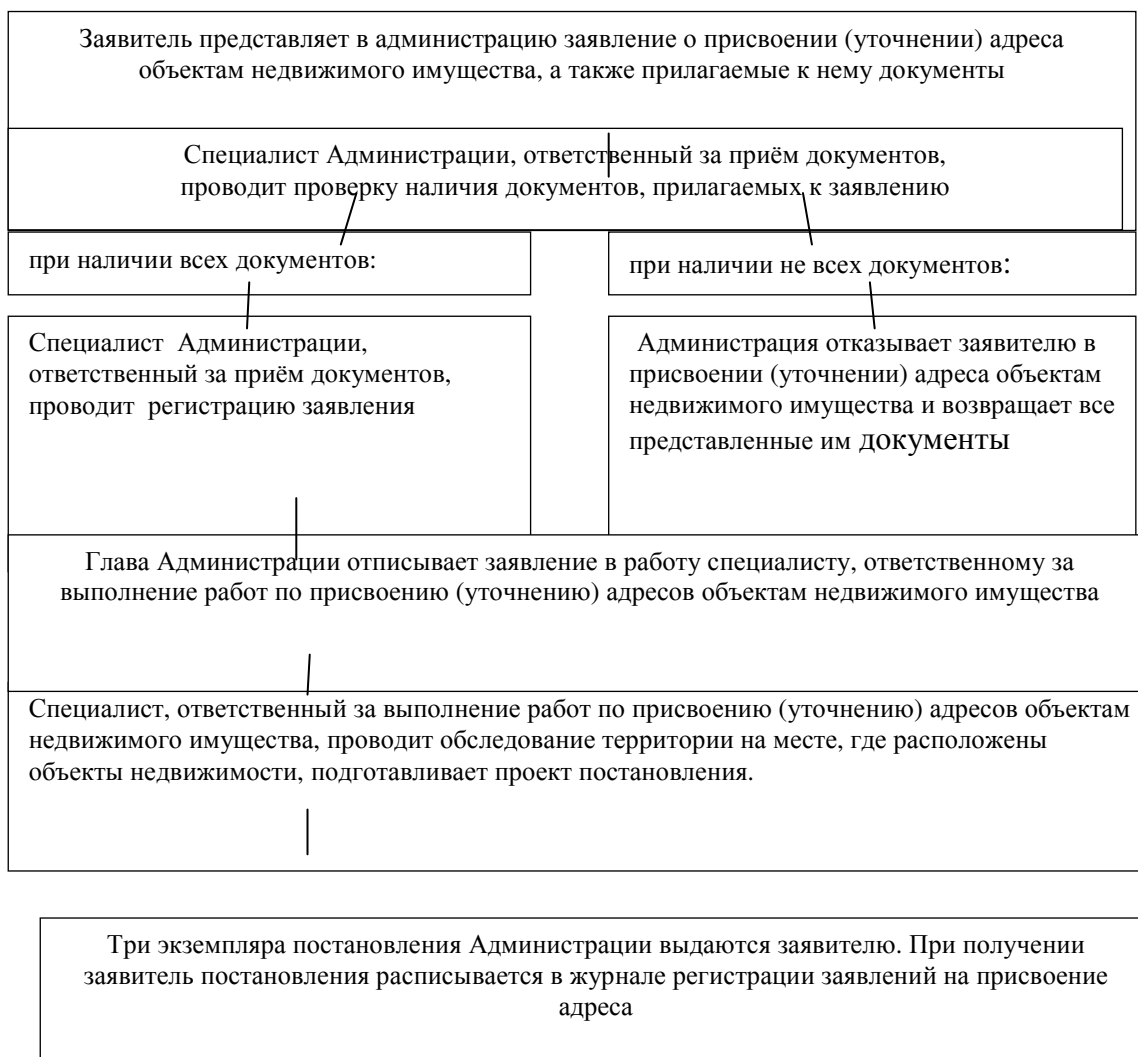 Заявитель представляет в администрацию заявление о присвоении (уточнении) адреса
объектам недвижимого имущества, а также прилагаемые к нему документы
Специалист Администрации, ответственный за приём документов,
проводит проверку наличия документов, прилагаемых к заявлению
при наличии всех документов:
при наличии не всех документов:
Специалист Администрации,
ответственный за приём документов,
проводит регистрацию заявления
Администрация отказывает заявителю в
присвоении (уточнении) адреса объектам
недвижимого имущества и возвращает все
представленные им документы
Глава Администрации отписывает заявление в работу специалисту, ответственному за
выполнение работ по присвоению (уточнению) адресов объектам недвижимого имущества
Специалист, ответственный за выполнение работ по присвоению (уточнению) адресов объектам
недвижимого имущества, проводит обследование территории на месте, где расположены
объекты недвижимости, подготавливает проект постановления.
Три экземпляра постановления Администрации выдаются заявителю. При получении
заявитель постановления расписывается в журнале регистрации заявлений на присвоение
адреса